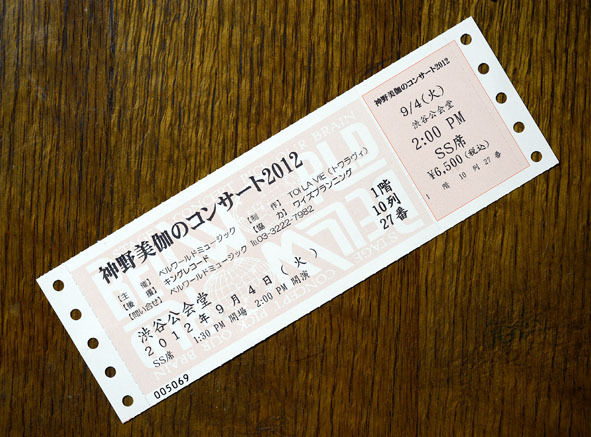 神野美伽のコンサート2012
【主 催】 ベルワールドミュージック 【制 作】 TO! LA VIE(トワラヴィ)
【後 援】 キングレコード 【協 力】 ワイズプランニング
【問い合せ】 ベルワールドミュージック ☎03-3222-7982
渋谷公会堂
2012年9月4日(火)
SS席 1:30 PM 開場 2:00 PM 開演
1階
10列
27番
005069
神野美伽のコンサート2012
9/4(火)
渋谷公会堂
2:00 PM
SS席
¥6,500(税込)
1 階 10 列 27 番